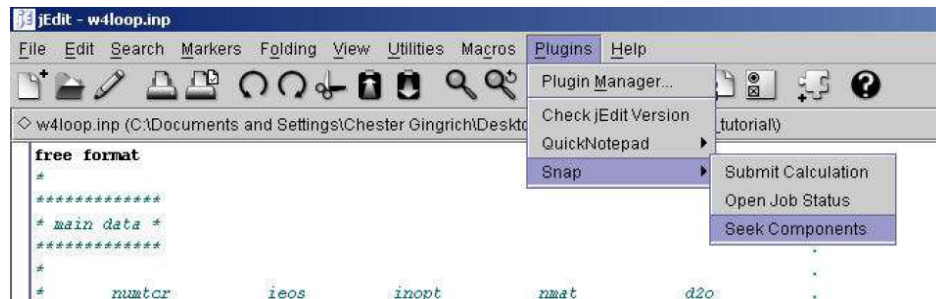 jEdit - w4loop.inp
File Edit Search Markers Folding View Utilities Macros Plugins Help
Plugin Manager...
◇ w4loop.inp (C:\Documents and Settings\Chester Gingrich\Deskto
_tutorial\)
Check jEdit Version
QuickNotepad
Snap
Submit Calculation
Open Job Status
Seek Components
free format
*
*************
* main data *
*************
*
* numtcr ieos inopt nmat d2o